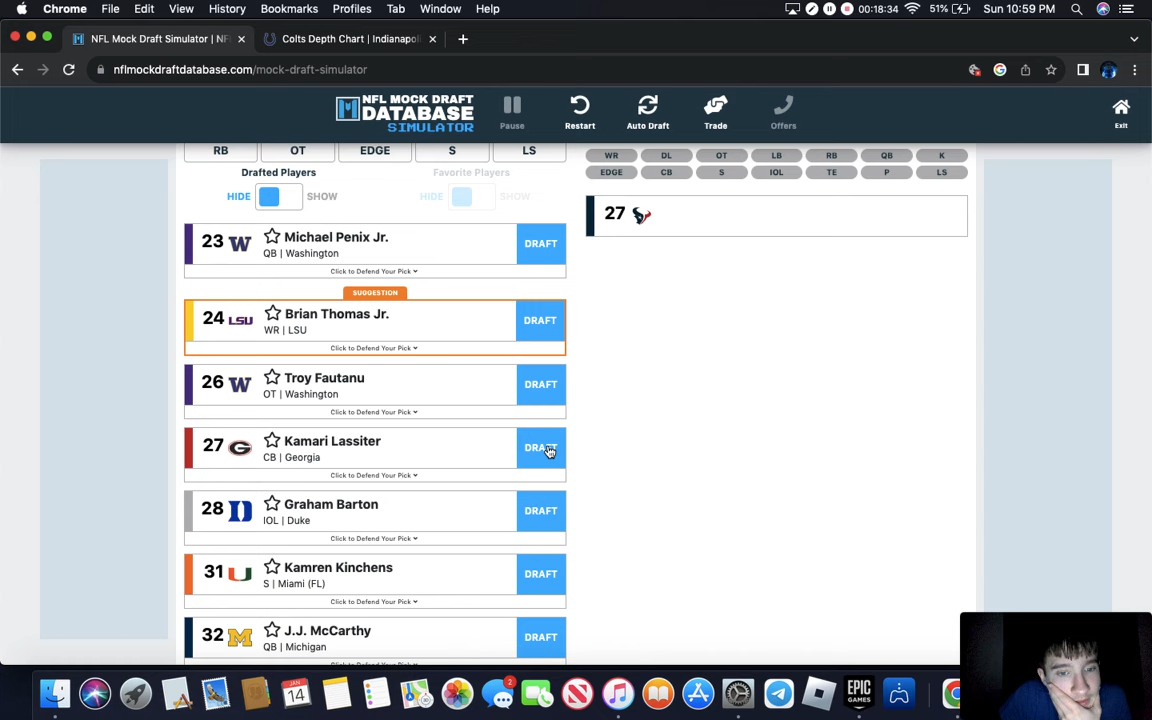 Chrome File Edit View History Bookmarks Profiles Tab Window Help 00:18:34 51% Sun 10:59 PM
NFL Mock Draft Simulator | NF Colts Depth Chart | Indianapol
nflmockdraftdatabase.com/mock-draft-simulator
NFL MOCK DRAFT
DATABASE
SIMULATOR
Pause Restart Auto Draft Trade Offers Exit
RB OT EDGE S LS
WR DL OT LB RB QB K
EDGE CB S IOL TE P LS
Drafted Players Favorite Players
HIDE SHOW HIDE SHOW
27
23 W Michael Penix Jr. DRAFT
QB | Washington
Click to Defend Your Pick
SUGGESTION
24 LSU Brian Thomas Jr. DRAFT
WR | LSU
Click to Defend Your Pick
26 W Troy Fautanu DRAFT
OT | Washington
Click to Defend Your Pick
27 G Kamari Lassiter DRAFT
CB | Georgia
Click to Defend Your Pick
28 D Graham Barton DRAFT
IOL | Duke
Click to Defend Your Pick
31 Kamren Kinchens DRAFT
S | Miami (FL)
Click to Defend Your Pick
32 M J.J. McCarthy DRAFT
QB | Michigan
JAN
14
2
EPIC
GAMES